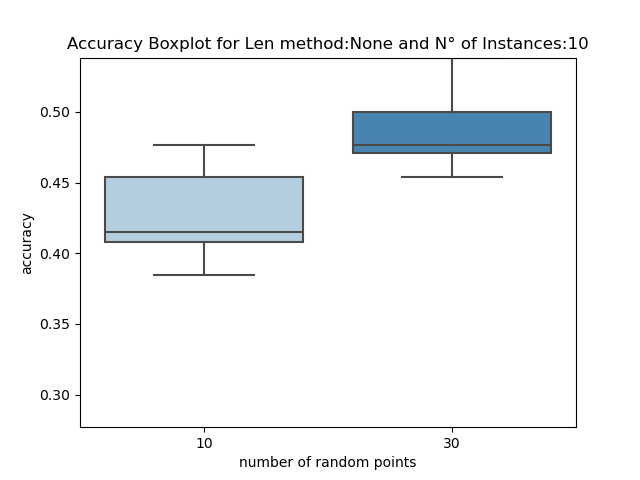 Accuracy Boxplot for Len method:None and N° of Instances:10
0.50
0.45
0.40
0.35
0.30
accuracy
10 30
number of random points